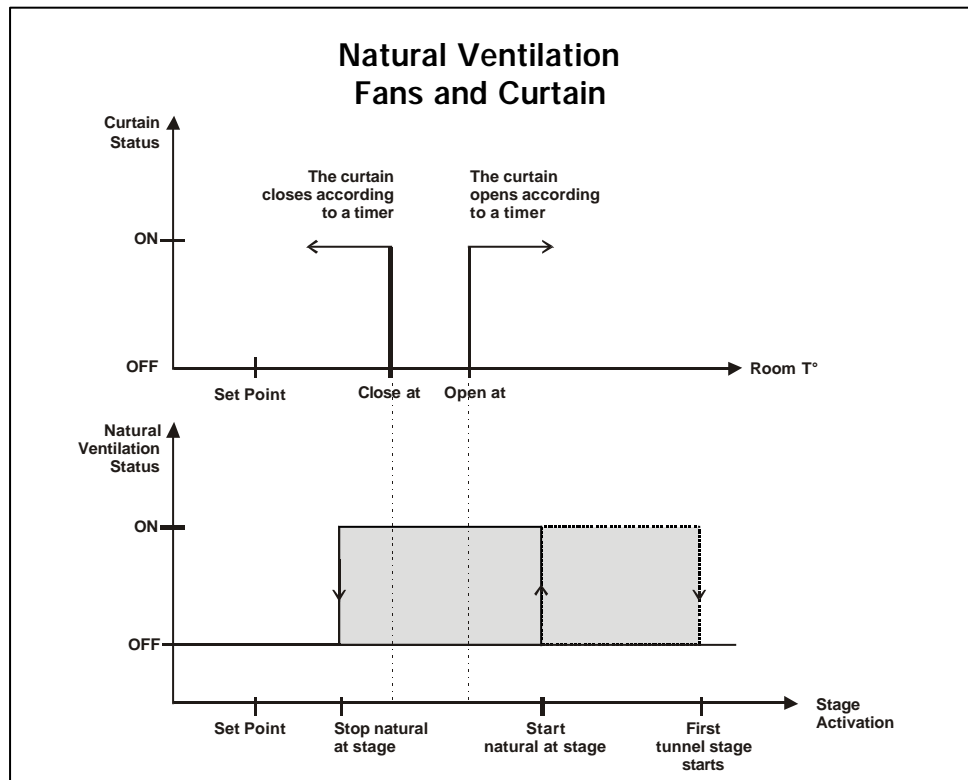 Natural Ventilation
Fans and Curtain
Curtain
Status
The curtain
closes according
to a timer
The curtain
opens according
to a timer
ON
OFF
Room T°
Set Point
Close at
Open at
Natural
Ventilation
Status
ON
OFF
Set Point
Stop natural
at stage
Start
natural at stage
First
tunnel stage
starts
Stage
Activation